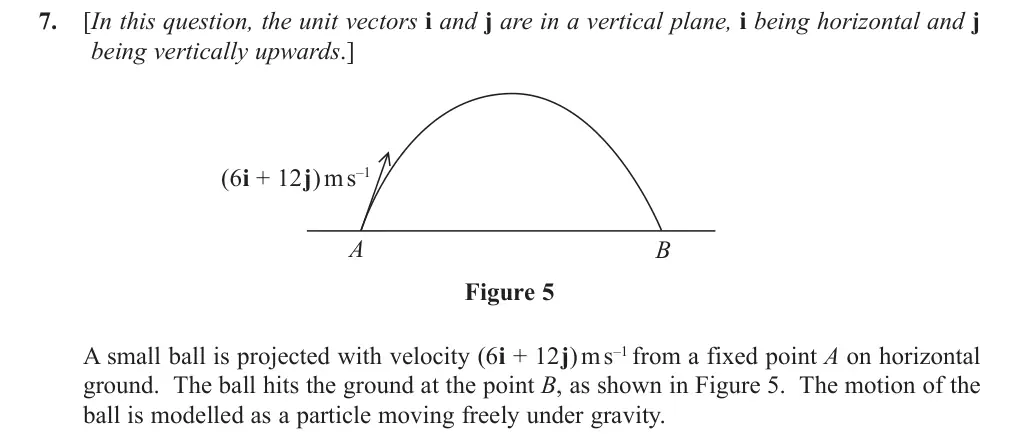 7. [In this question, the unit vectors i and j are in a vertical plane, i being horizontal and j
being vertically upwards.]
(6i + 12j) m s⁻¹
A B
Figure 5
A small ball is projected with velocity (6i + 12j) m s⁻¹ from a fixed point A on horizontal
ground. The ball hits the ground at the point B, as shown in Figure 5. The motion of the
ball is modelled as a particle moving freely under gravity.